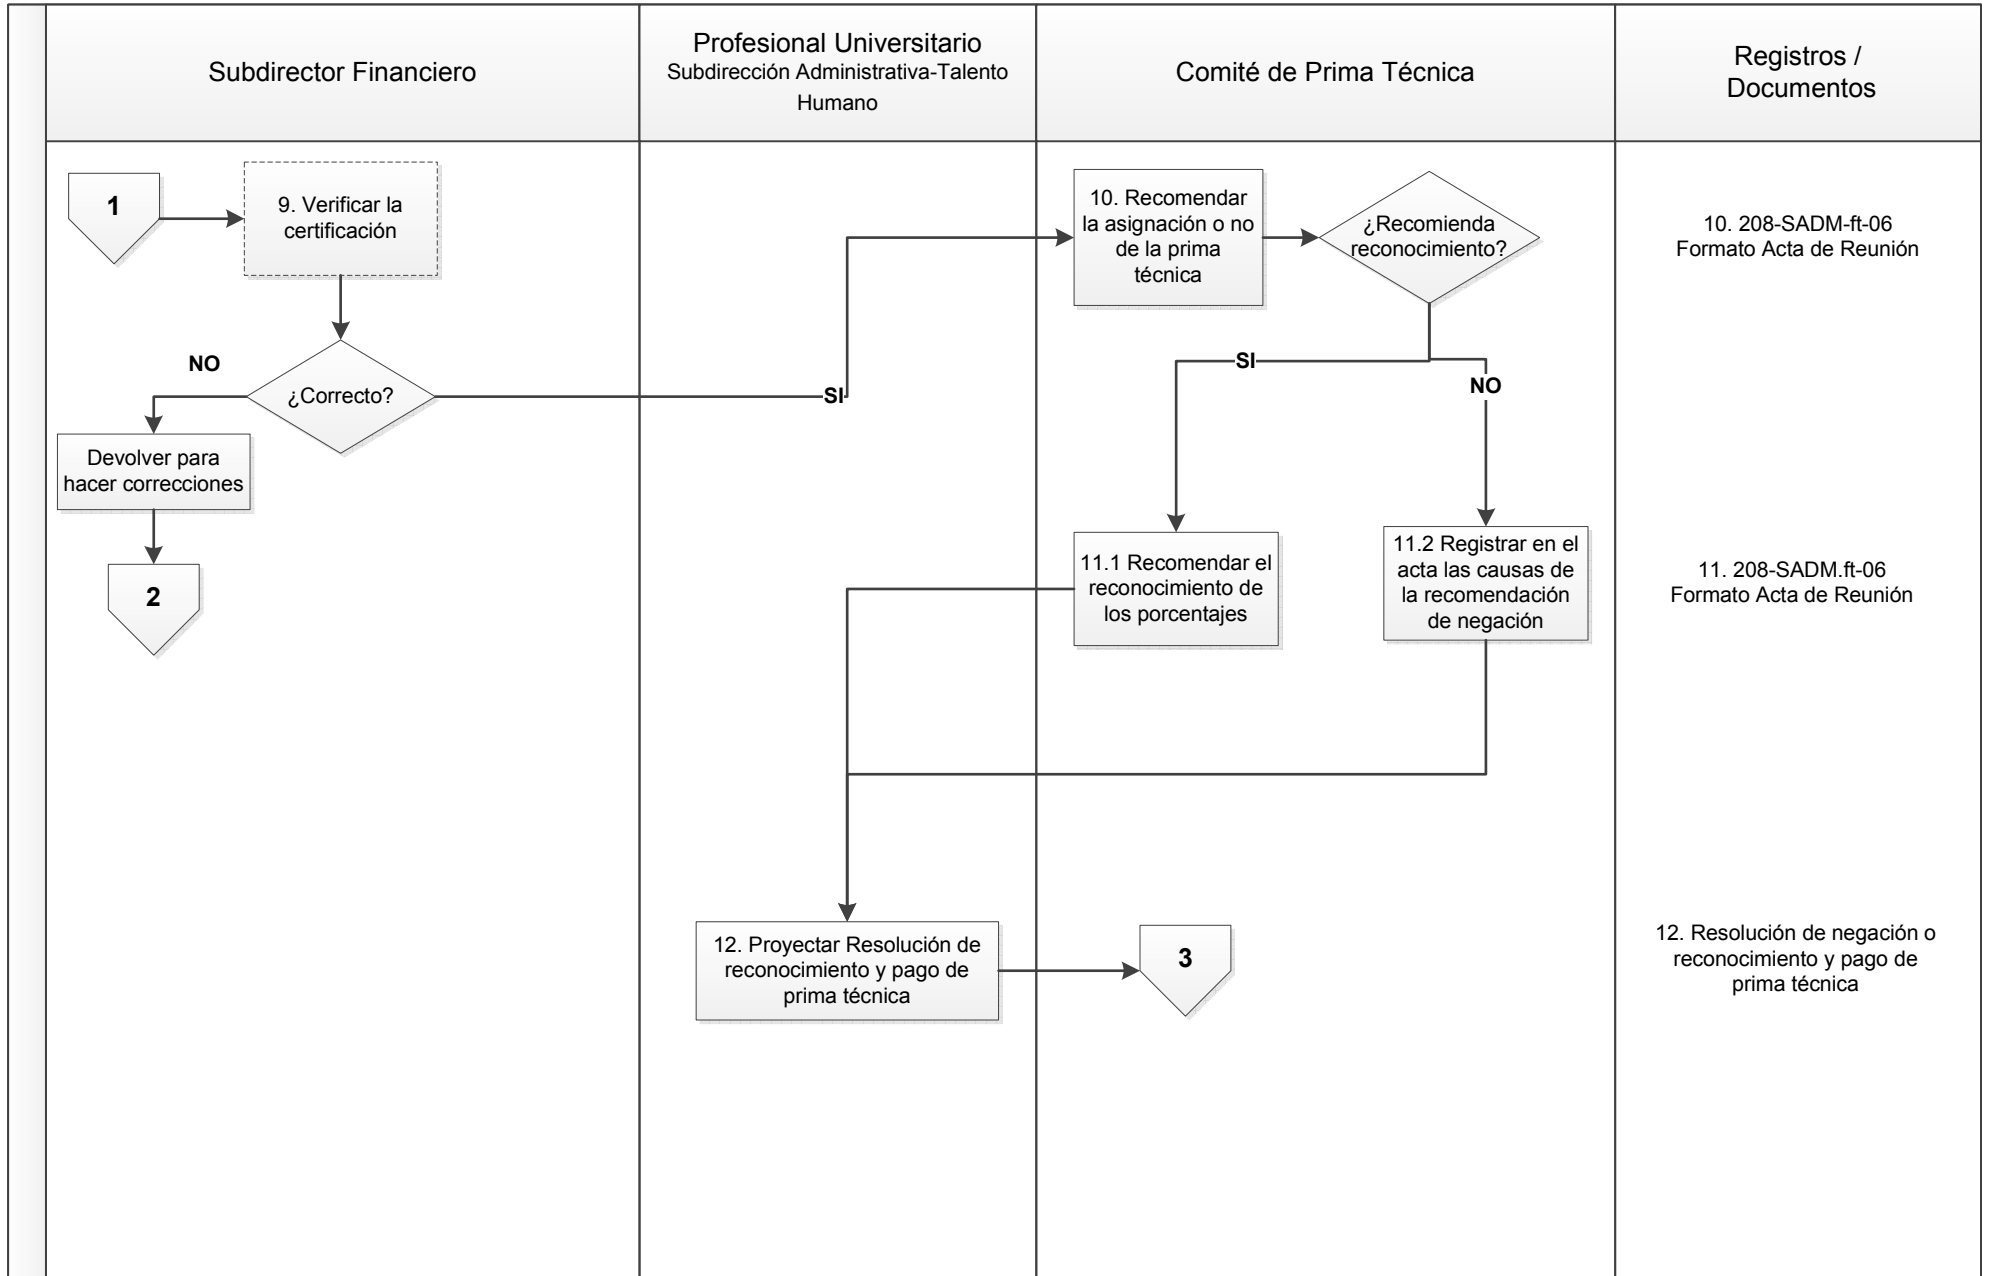 Subdirector Financiero
Profesional Universitario
Subdirección Administrativa-Talento
Humano
Comité de Prima Técnica
Registros /
Documentos
1
9. Verificar la
certificación
10. Recomendar
la asignación o no
de la prima
técnica
¿Recomienda
reconocimiento?
10. 208-SADM-ft-06
Formato Acta de Reunión
NO
¿Correcto?
SI
SI
NO
Devolver para
hacer correcciones
2
11.1 Recomendar el
reconocimiento de
los porcentajes
11.2 Registrar en el
acta las causas de
la recomendación
de negación
11. 208-SADM.ft-06
Formato Acta de Reunión
12. Proyectar Resolución de
reconocimiento y pago de
prima técnica
3
12. Resolución de negación o
reconocimiento y pago de
prima técnica